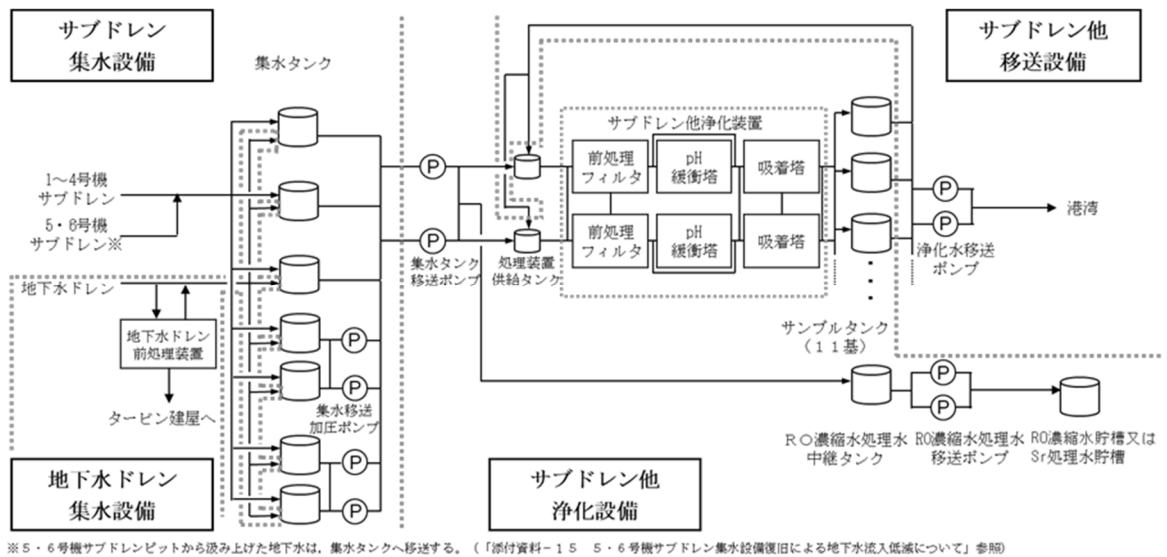 サブドレン
集水設備
集水タンク
サブドレン他
移送設備
サブドレン他浄化装置
前処理
フィルタ
pH
緩衝塔
吸着塔
1～4号機
サブドレン
5・6号機
サブドレン※
P
P
P
P
港湾
前処理
フィルタ
pH
緩衝塔
吸着塔
集水タンク
移送ポンプ
処理装置
供給タンク
浄化水移送
ポンプ
地下水ドレン
地下水ドレン
前処理装置
タービン建屋へ
P
P
集水移送
加圧ポンプ
P
P
サンプルタンク
（１１基）
P
P
ＲＯ濃縮水処理水
中継タンク
RO濃縮水処理水
移送ポンプ
RO濃縮水貯槽又は
Sr処理水貯槽
地下水ドレン
集水設備
サブドレン他
浄化設備
※５・６号機サブドレンピットから汲み上げた地下水は，集水タンクへ移送する。（「添付資料－１５　５・６号機サブドレン集水設備復旧による地下水流入低減について」参照）